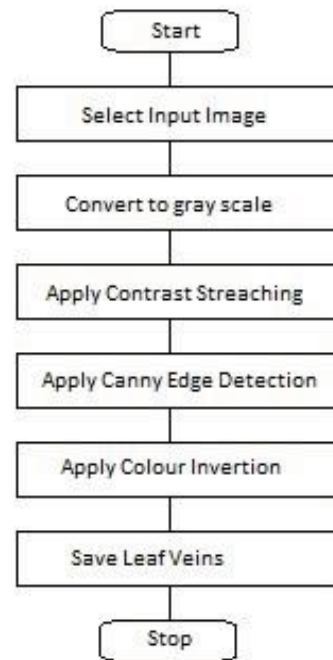 Start
Select Input Image
Convert to gray scale
Apply Contrast Streaching
Apply Canny Edge Detection
Apply Colour Invertion
Save Leaf Veins
Stop